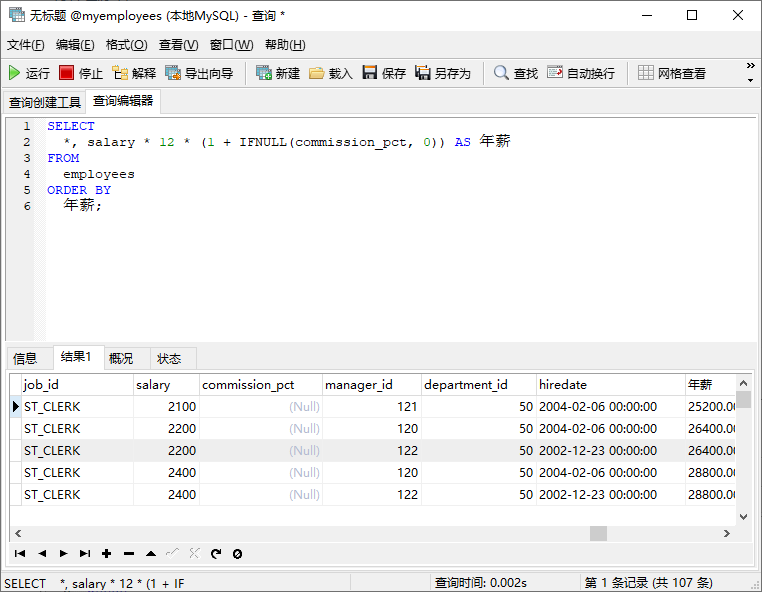 无标题 @myemployees (本地MySQL) - 查询 *
文件(F) 编辑(E) 格式(O) 查看(V) 窗口(W) 帮助(H)
运行 停止 解释 导出向导 新建 载入 保存 另存为 查找 自动换行 网格查看
查询创建工具 查询编辑器
1 SELECT
2 *, salary * 12 * (1 + IFNULL(commission_pct, 0)) AS 年薪
3 FROM
4 employees
5 ORDER BY
6 年薪;
信息 结果1 概况 状态
job_id salary commission_pct manager_id department_id hiredate 年薪
ST_CLERK 2100 (Null) 121 50 2004-02-06 00:00:00 25200.00
ST_CLERK 2200 (Null) 120 50 2004-02-06 00:00:00 26400.00
ST_CLERK 2200 (Null) 122 50 2002-12-23 00:00:00 26400.00
ST_CLERK 2400 (Null) 120 50 2004-02-06 00:00:00 28800.00
ST_CLERK 2400 (Null) 122 50 2002-12-23 00:00:00 28800.00
SELECT *, salary * 12 * (1 + IF 查询时间: 0.002s 第 1 条记录 (共 107 条)